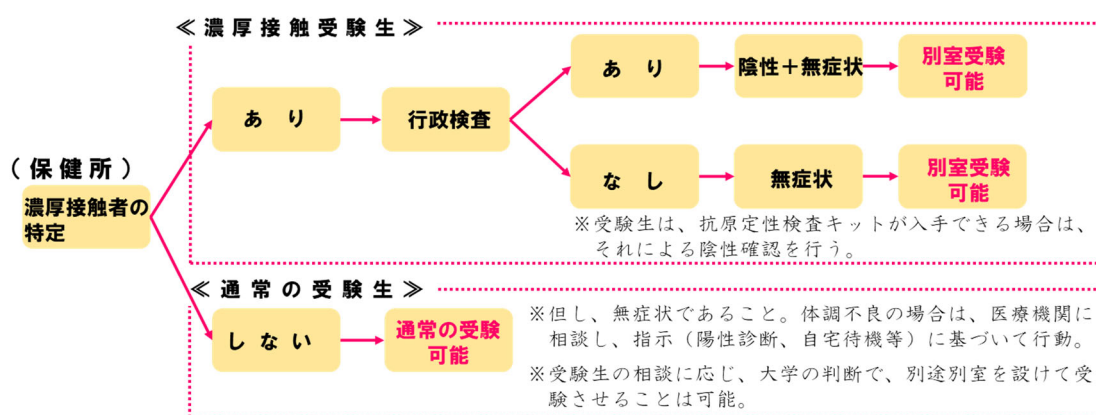 ≪濃厚接触受験生≫
あり
陰性＋無症状
別室受験
可能
あり
行政検査
（保健所）
濃厚接触者の
特定
なし
無症状
別室受験
可能
※受験生は、抗原定性検査キットが入手できる場合は、
それによる陰性確認を行う。
≪通常の受験生≫
しない
通常の受験
可能
※但し、無症状であること。体調不良の場合は、医療機関に
相談し、指示（陽性診断、自宅待機等）に基づいて行動。
※受験生の相談に応じ、大学の判断で、別途別室を設けて受
験させることは可能。